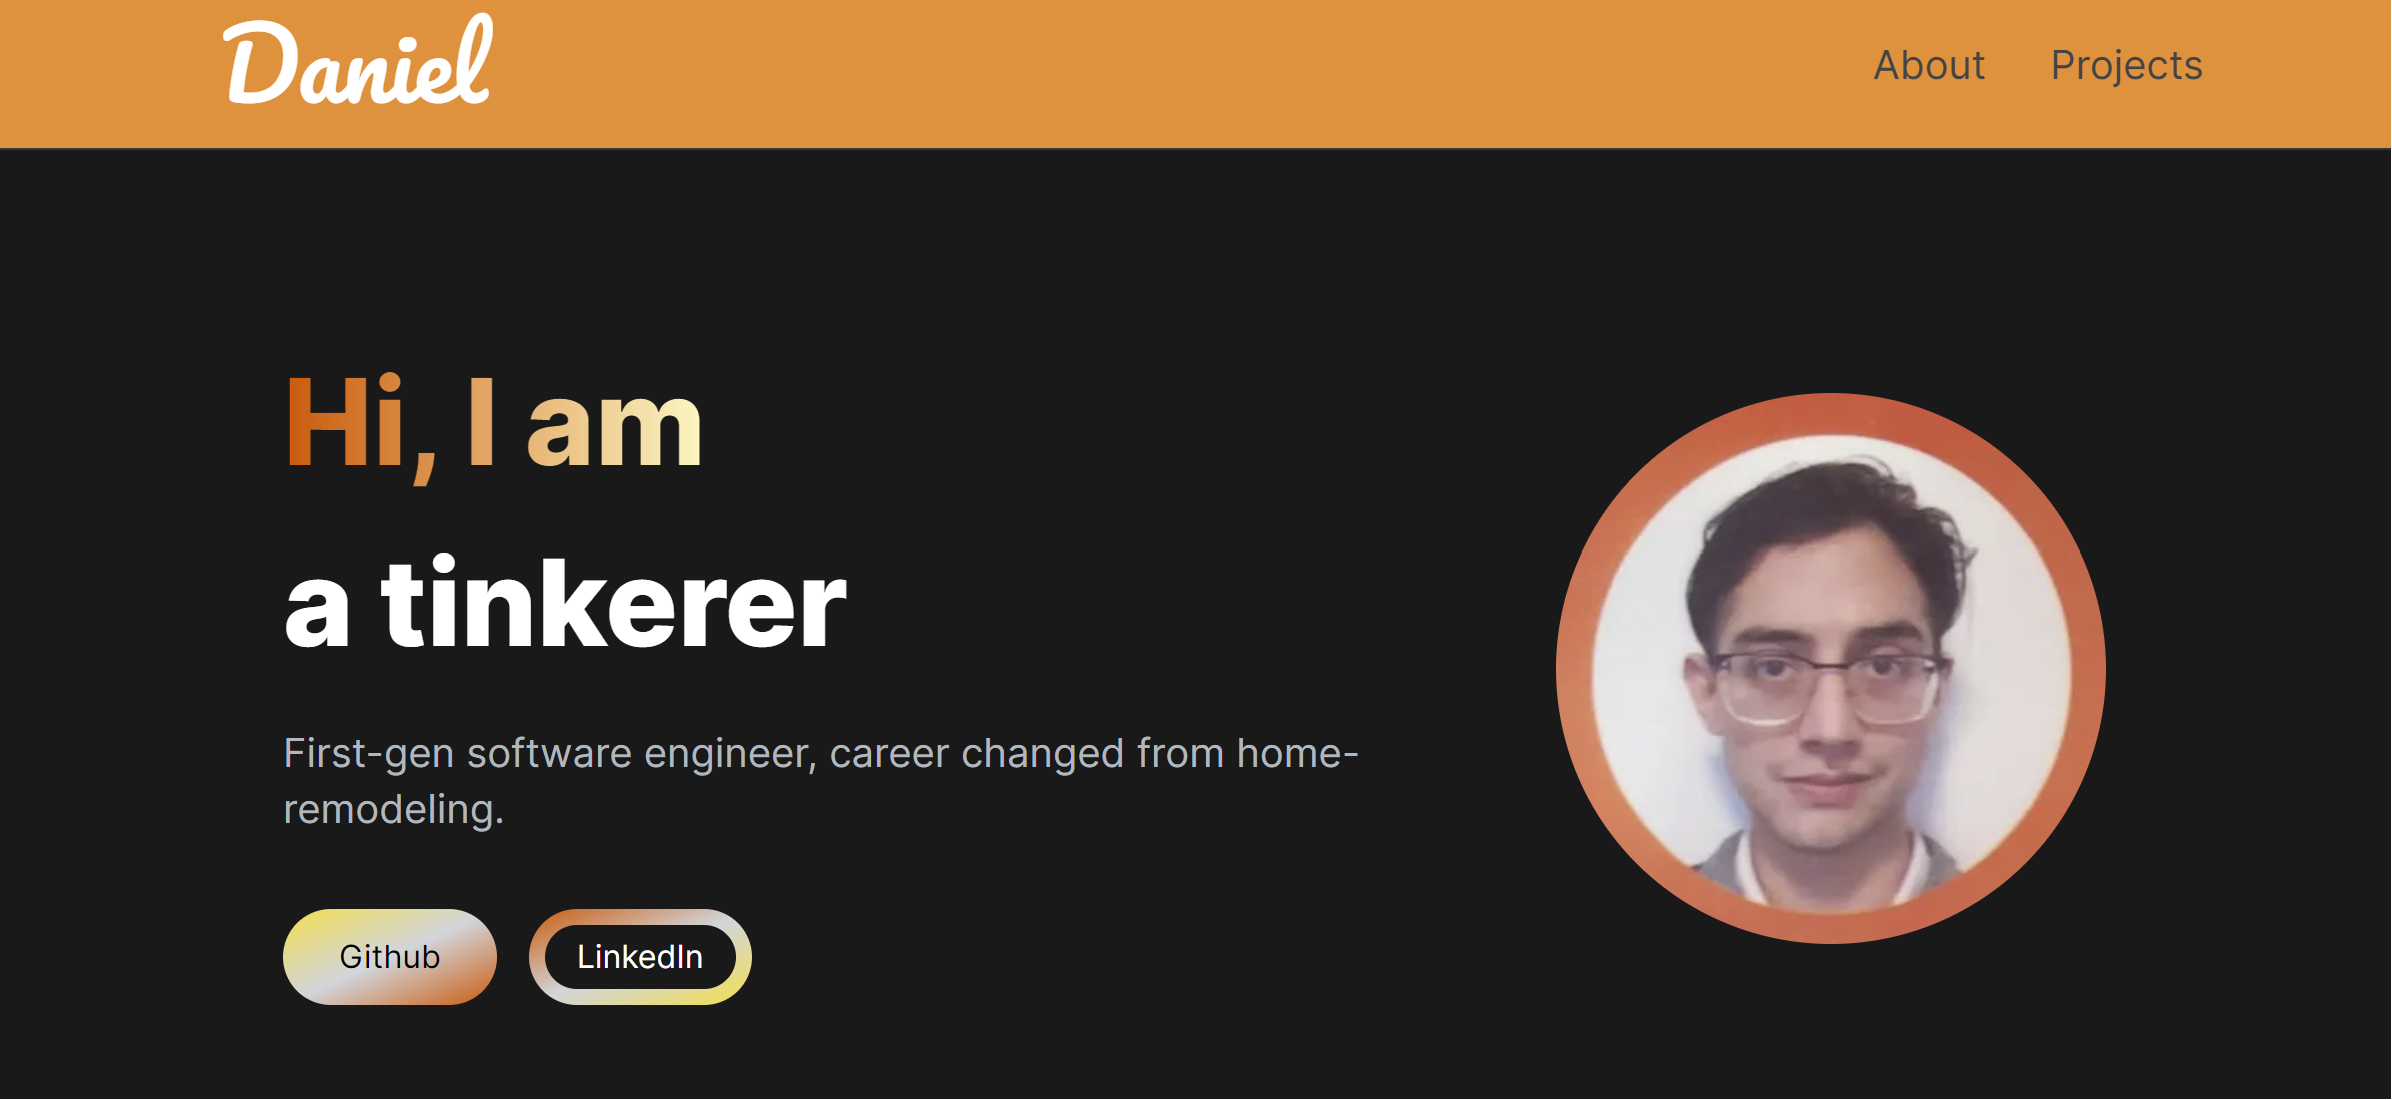 Daniel
About Projects
Hi, I am
a tinkerer
First-gen software engineer, career changed from home-
remodeling.
Github LinkedIn